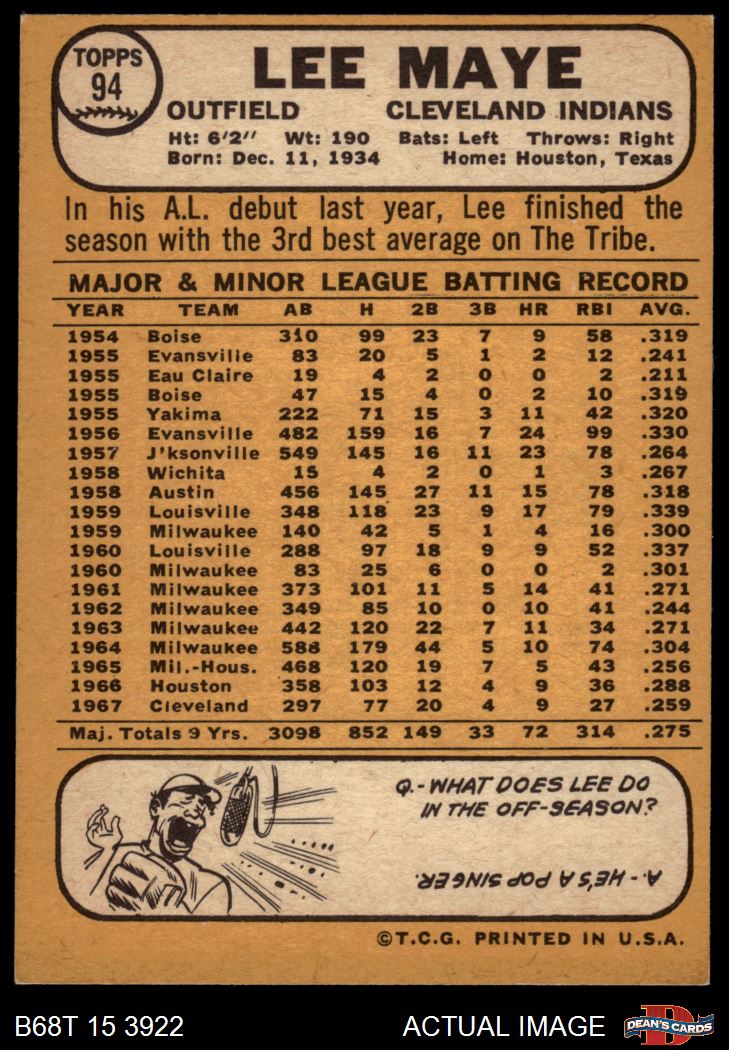 TOPPS
94
LEE MAYE
OUTFIELD CLEVELAND INDIANS
Ht: 6'2" Wt: 190 Bats: Left Throws: Right
Born: Dec. 11, 1934 Home: Houston, Texas
In his A.L. debut last year, Lee finished the
season with the 3rd best average on The Tribe.
MAJOR & MINOR LEAGUE BATTING RECORD
YEAR TEAM AB H 2B 3B HR RBI AVG.
1954 Boise 310 99 23 7 9 58 .319
1955 Evansville 83 20 5 1 2 12 .241
1955 Eau Claire 19 4 2 0 0 2 .211
1955 Boise 47 15 4 0 2 10 .319
1955 Yakima 222 71 15 3 11 42 .320
1956 Evansville 482 159 16 7 24 99 .330
1957 J'ksonville 549 145 16 11 23 78 .264
1958 Wichita 15 4 2 0 1 3 .267
1958 Austin 456 145 27 11 15 78 .318
1959 Louisville 348 118 23 9 17 79 .339
1959 Milwaukee 140 42 5 1 4 16 .300
1960 Louisville 288 97 18 9 9 52 .337
1960 Milwaukee 83 25 6 0 0 2 .301
1961 Milwaukee 373 101 11 5 14 41 .271
1962 Milwaukee 349 85 10 0 10 41 .244
1963 Milwaukee 442 120 22 7 11 34 .271
1964 Milwaukee 588 179 44 5 10 74 .304
1965 Mil.-Hous. 468 120 19 7 5 43 .256
1966 Houston 358 103 12 4 9 36 .288
1967 Cleveland 297 77 20 4 9 27 .259
Maj. Totals 9 Yrs. 3098 852 149 33 72 314 .275
Q.-WHAT DOES LEE DO
IN THE OFF-SEASON?
A.-HE'S A POP SINGER.
©T.C.G. PRINTED IN U.S.A.
B68T 15 3922 ACTUAL IMAGE DEAN'S CARDS